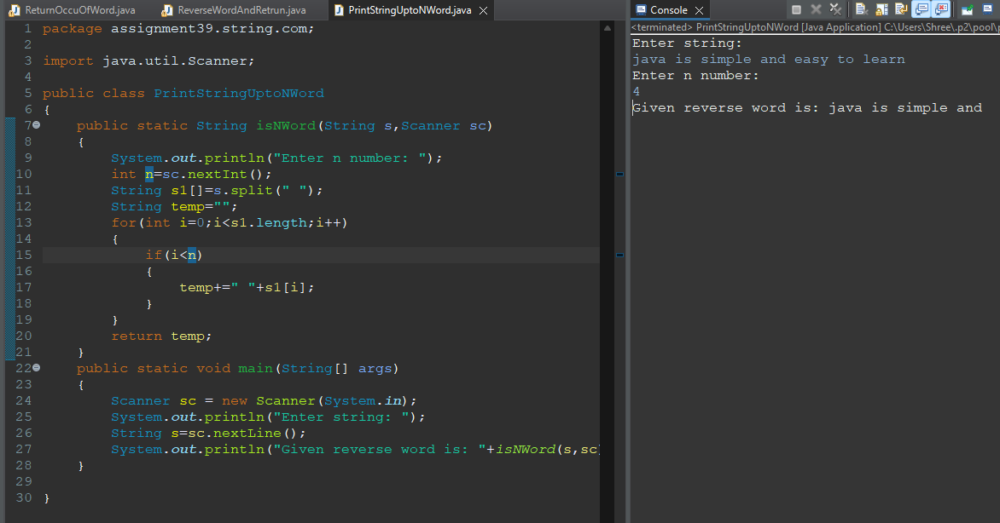 ReturnOccuOfWord.java ReverseWordAndRetrun.java PrintStringUptoNWord.java
1 package assignment39.string.com;
2
3 import java.util.Scanner;
4
5 public class PrintStringUptoNWord
6 {
7 public static String isNWord(String s,Scanner sc)
8 {
9 System.out.println("Enter n number: ");
10 int n=sc.nextInt();
11 String s1[]=s.split(" ");
12 String temp="";
13 for(int i=0;i<s1.length;i++)
14 {
15 if(i<n)
16 {
17 temp+=" "+s1[i];
18 }
19 }
20 return temp;
21 }
22 public static void main(String[] args)
23 {
24 Scanner sc = new Scanner(System.in);
25 System.out.println("Enter string: ");
26 String s=sc.nextLine();
27 System.out.println("Given reverse word is: "+isNWord(s,sc)
28 }
29
30 }
Console
<terminated> PrintStringUptoNWord [Java Application] C:\Users\Shree\.p2\pool\p
Enter string:
java is simple and easy to learn
Enter n number:
4
Given reverse word is: java is simple and